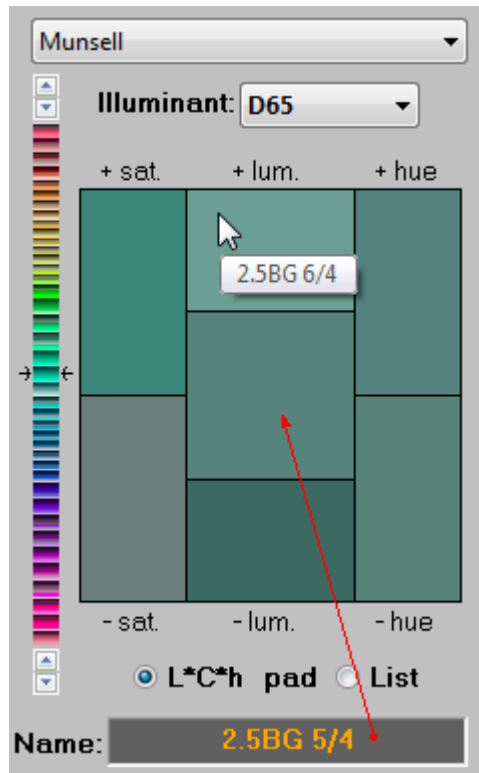 Munsell
Illuminant: D65
+ sat. + lum. + hue
2.5BG 6/4
- sat. - lum. - hue
L*C*h pad List
Name: 2.5BG 5/4